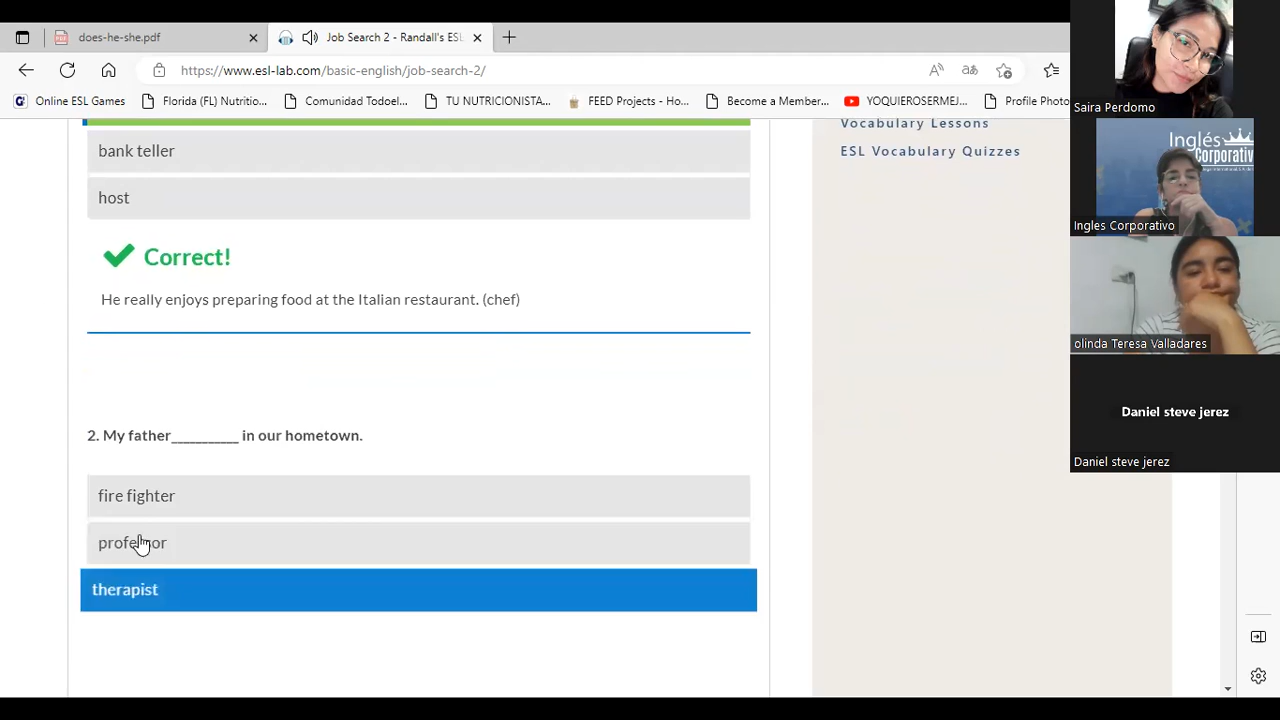 does-he-she.pdf
Job Search 2 - Randall's ESL
https://www.esl-lab.com/basic-english/job-search-2/
Online ESL Games
Florida (FL) Nutritio...
Comunidad Todoel...
TU NUTRICIONISTA...
FEED Projects - Ho...
Become a Member...
YOQUIEROSERMEJ...
Profile Photo
bank teller
host
Correct!
He really enjoys preparing food at the Italian restaurant. (chef)
2. My father__________ in our hometown.
fire fighter
professor
therapist
Vocabulary Lessons
ESL Vocabulary Quizzes
Saira Perdomo
Inglés
Corporativ
Ingles Corporativo
olinda Teresa Valladares
Daniel steve jerez
Daniel steve jerez